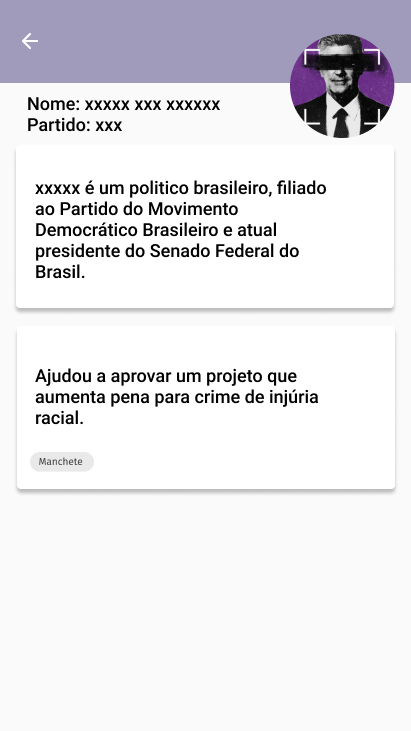 Nome: xxxxx xxx xxxxxx
Partido: xxx
xxxxx é um politico brasileiro, filiado
ao Partido do Movimento
Democrático Brasileiro e atual
presidente do Senado Federal do
Brasil.
Ajudou a aprovar um projeto que
aumenta pena para crime de injúria
racial.
Manchete